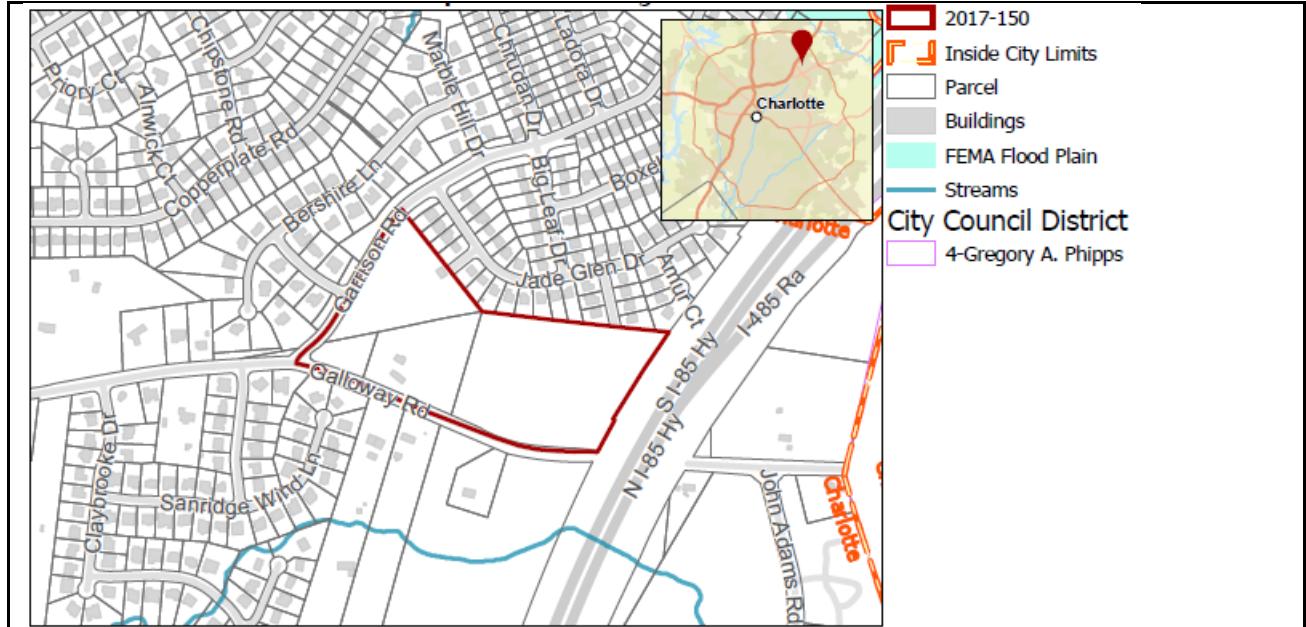 Chipstone Rd
Priory Ct
Alnwick Ct
Copperplate Rd
Marble Hill Dr
Chrudan Dr
Ladora Dr
Bershire Ln
Big Leaf Dr
Boxel
Garrison Rd
Jade Glen Dr
Amur Ct
Galloway Rd
S I-85 Hy
I-485 Ra
N I-85 Hy
Claybrooke Dr
Sanridge Wind Ln
John Adams Rd
Charlotte
Charlotte
2017-150
Inside City Limits
Parcel
Buildings
FEMA Flood Plain
Streams
City Council District
4-Gregory A. Phipps